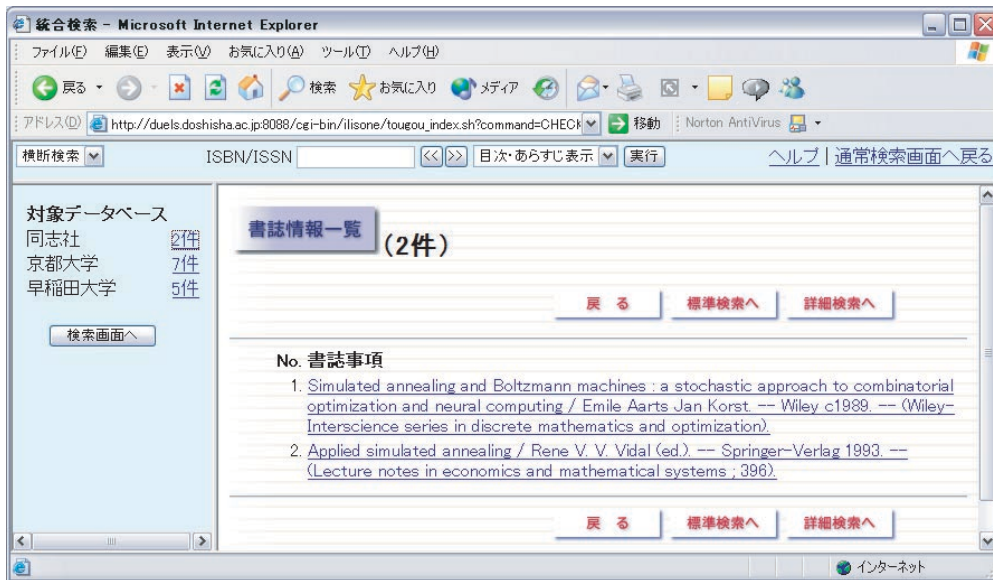 統合検索 - Microsoft Internet Explorer
ファイル(F) 編集(E) 表示(V) お気に入り(A) ツール(T) ヘルプ(H)
戻る 検索 お気に入り メディア
アドレス(D) http://duels.doshisha.ac.jp:8088/cgi-bin/ilisone/tougou_index.sh?command=CHECK 移動 Norton AntiVirus
横断検索 ISBN/ISSN << >> 目次・あらすじ表示 実行 ヘルプ | 通常検索画面へ戻る
対象データベース
同志社 2件
京都大学 7件
早稲田大学 5件
検索画面へ
書誌情報一覧 (2件)
戻る 標準検索へ 詳細検索へ
No. 書誌事項
1. Simulated annealing and Boltzmann machines : a stochastic approach to combinatorial
optimization and neural computing / Emile Aarts Jan Korst. -- Wiley c1989. -- (Wiley-
Interscience series in discrete mathematics and optimization).
2. Applied simulated annealing / Rene V. V. Vidal (ed.). -- Springer-Verlag 1993. --
(Lecture notes in economics and mathematical systems ; 396).
戻る 標準検索へ 詳細検索へ
インターネット